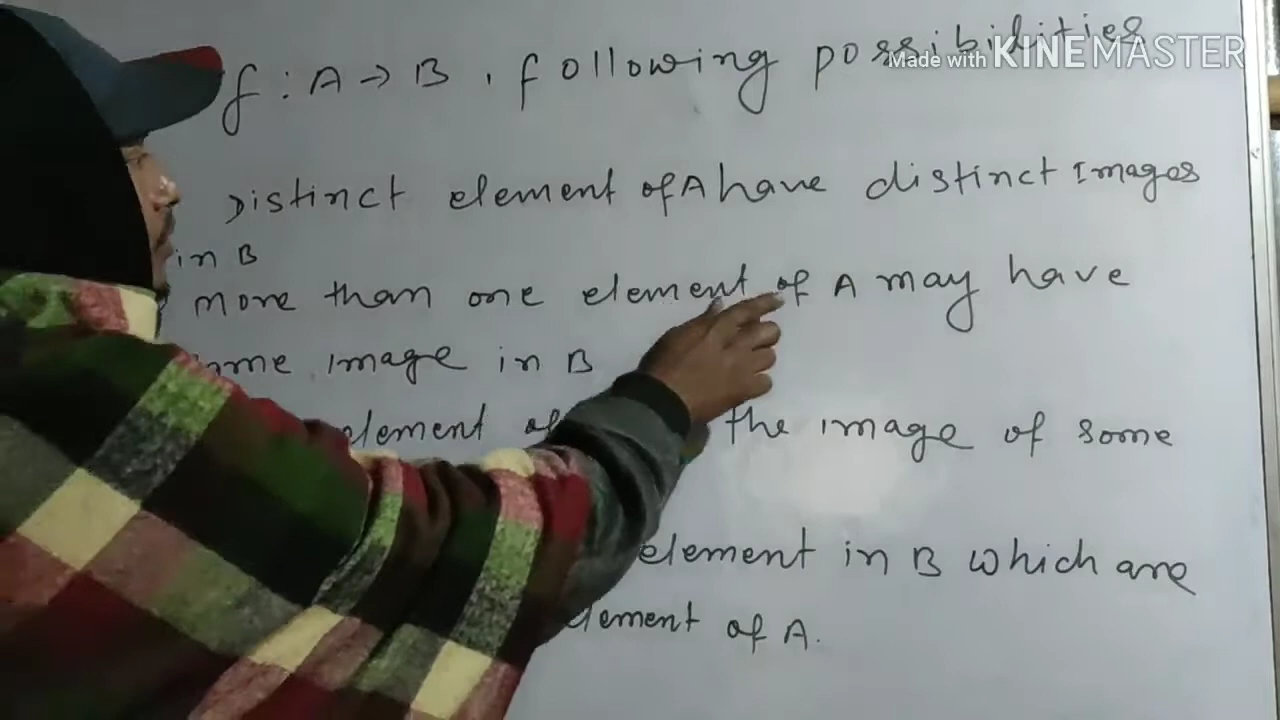 f : A → B , following possibilities
Made with KINEMASTER
Distinct element of A have distinct Images
in B
more than one element of A may have
image in B
element of the image of some
element in B which are
element of A.